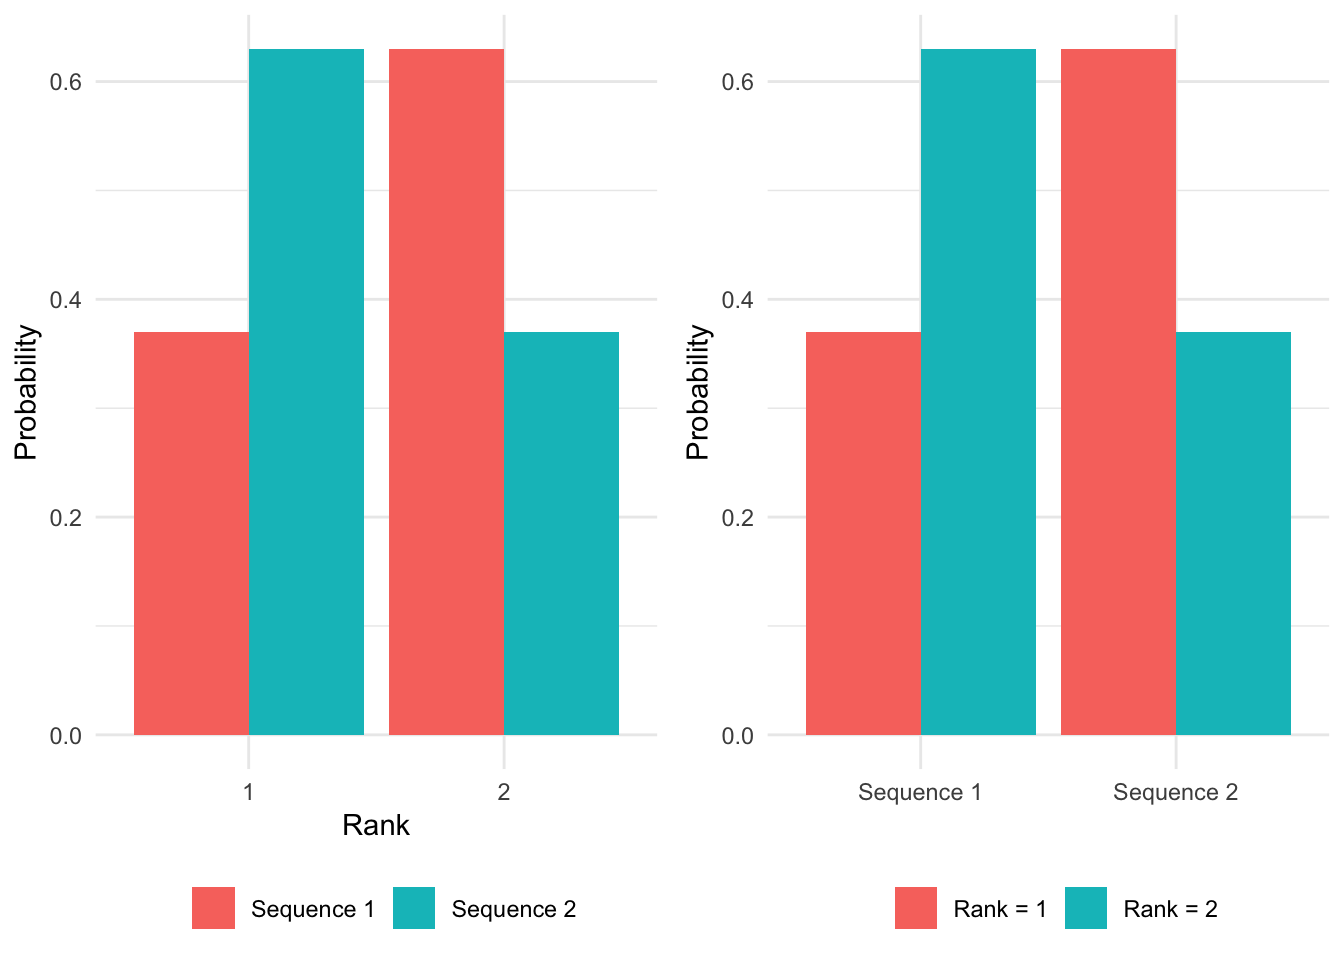 Probability
0.6
0.4
0.2
0.0
1 2
Rank
Sequence 1 Sequence 2
Probability
0.6
0.4
0.2
0.0
Sequence 1 Sequence 2
Rank = 1 Rank = 2